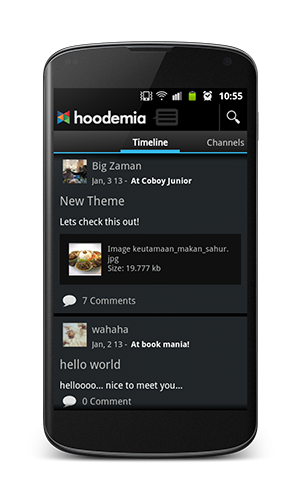 10:55
hoodemia
Timeline
Channels
Big Zaman
Jan, 3 13 - At Coboy Junior
New Theme
Lets check this out!
Image keutamaan_makan_sahur.
jpg
Size: 19.777 kb
7 Comments
wahaha
Jan, 2 13 - At book mania!
hello world
helloooo... nice to meet you...
0 Comment